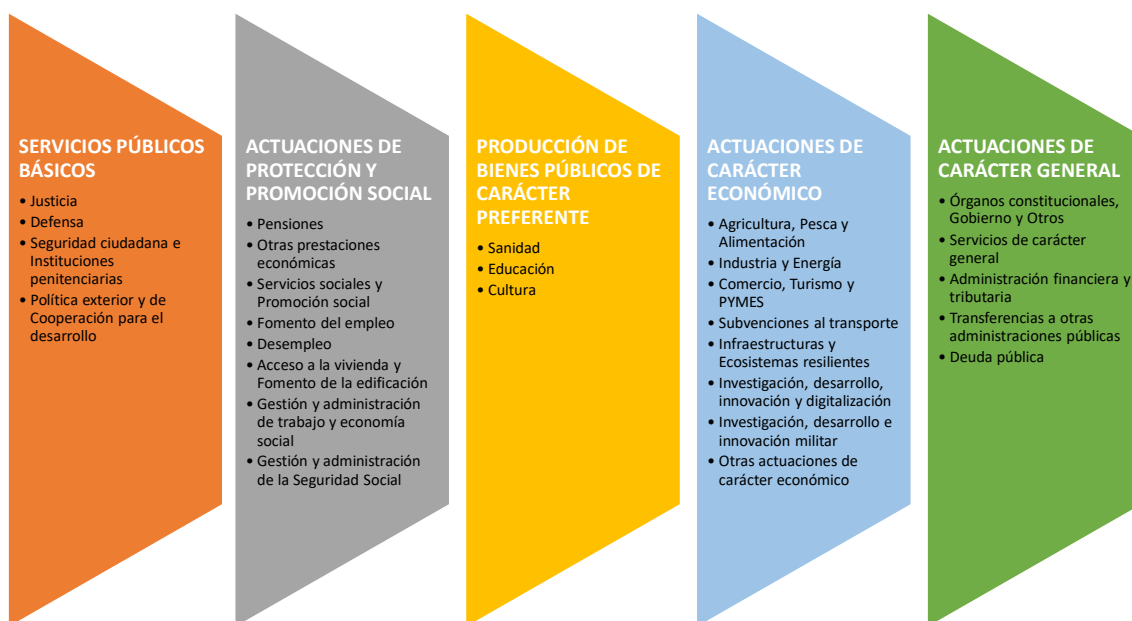 SERVICIOS PÚBLICOS
BÁSICOS
• Justicia
• Defensa
• Seguridad ciudadana e
Instituciones
penitenciarias
• Política exterior y de
Cooperación para el
desarrollo
ACTUACIONES DE
PROTECCIÓN Y
PROMOCIÓN SOCIAL
• Pensiones
• Otras prestaciones
económicas
• Servicios sociales y
Promoción social
• Fomento del empleo
• Desempleo
• Acceso a la vivienda y
Fomento de la edificación
• Gestión y administración
de trabajo y economía
social
• Gestión y administración
de la Seguridad Social
PRODUCCIÓN DE
BIENES PÚBLICOS DE
CARÁCTER
PREFERENTE
• Sanidad
• Educación
• Cultura
ACTUACIONES DE
CARÁCTER
ECONÓMICO
• Agricultura, Pesca y
Alimentación
• Industria y Energía
• Comercio, Turismo y
PYMES
• Subvenciones al transporte
• Infraestructuras y
Ecosistemas resilientes
• Investigación, desarrollo,
innovación y digitalización
• Investigación, desarrollo e
innovación militar
• Otras actuaciones de
carácter económico
ACTUACIONES DE
CARÁCTER GENERAL
• Órganos constitucionales,
Gobierno y Otros
• Servicios de carácter
general
• Administración financiera y
tributaria
• Transferencias a otras
administraciones públicas
• Deuda pública